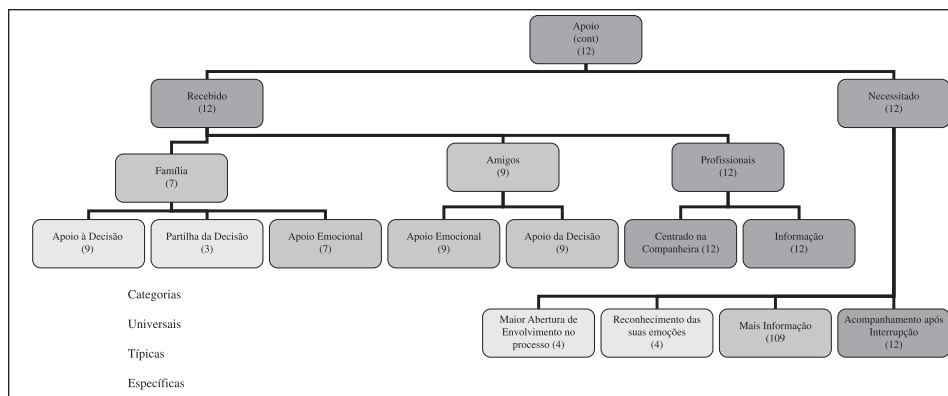 Apoio
(cont)
(12)
Recebido
(12)
Necessitado
(12)
Família
(7)
Amigos
(9)
Profissionais
(12)
Apoio à Decisão
(9)
Partilha da Decisão
(3)
Apoio Emocional
(7)
Apoio Emocional
(9)
Apoio da Decisão
(9)
Centrado na
Companheira (12)
Informação
(12)
Maior Abertura de
Envolvimento no
processo (4)
Reconhecimento das
suas emoções
(4)
Mais Informação
(109
Acompanhamento após
Interrupção
(12)
Categorias
Universais
Típicas
Específicas